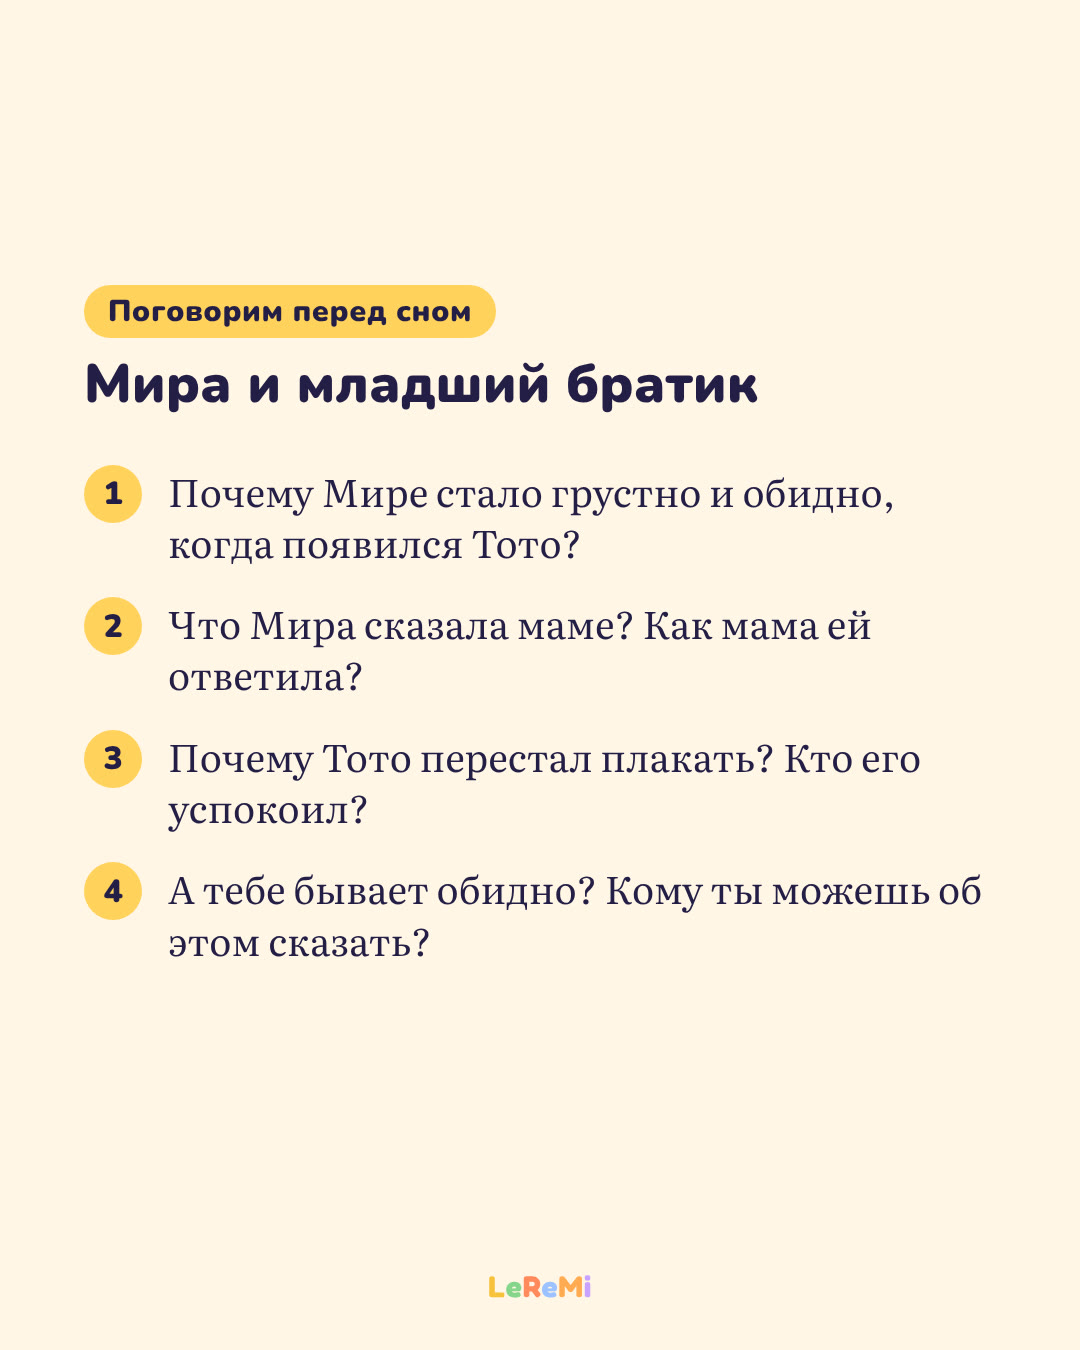 Поговорим перед сном
Мира и младший братик
1 Почему Мире стало грустно и обидно,
когда появился Тото?
2 Что Мира сказала маме? Как мама ей
ответила?
3 Почему Тото перестал плакать? Кто его
успокоил?
4 А тебе бывает обидно? Кому ты можешь об
этом сказать?
LeReMi